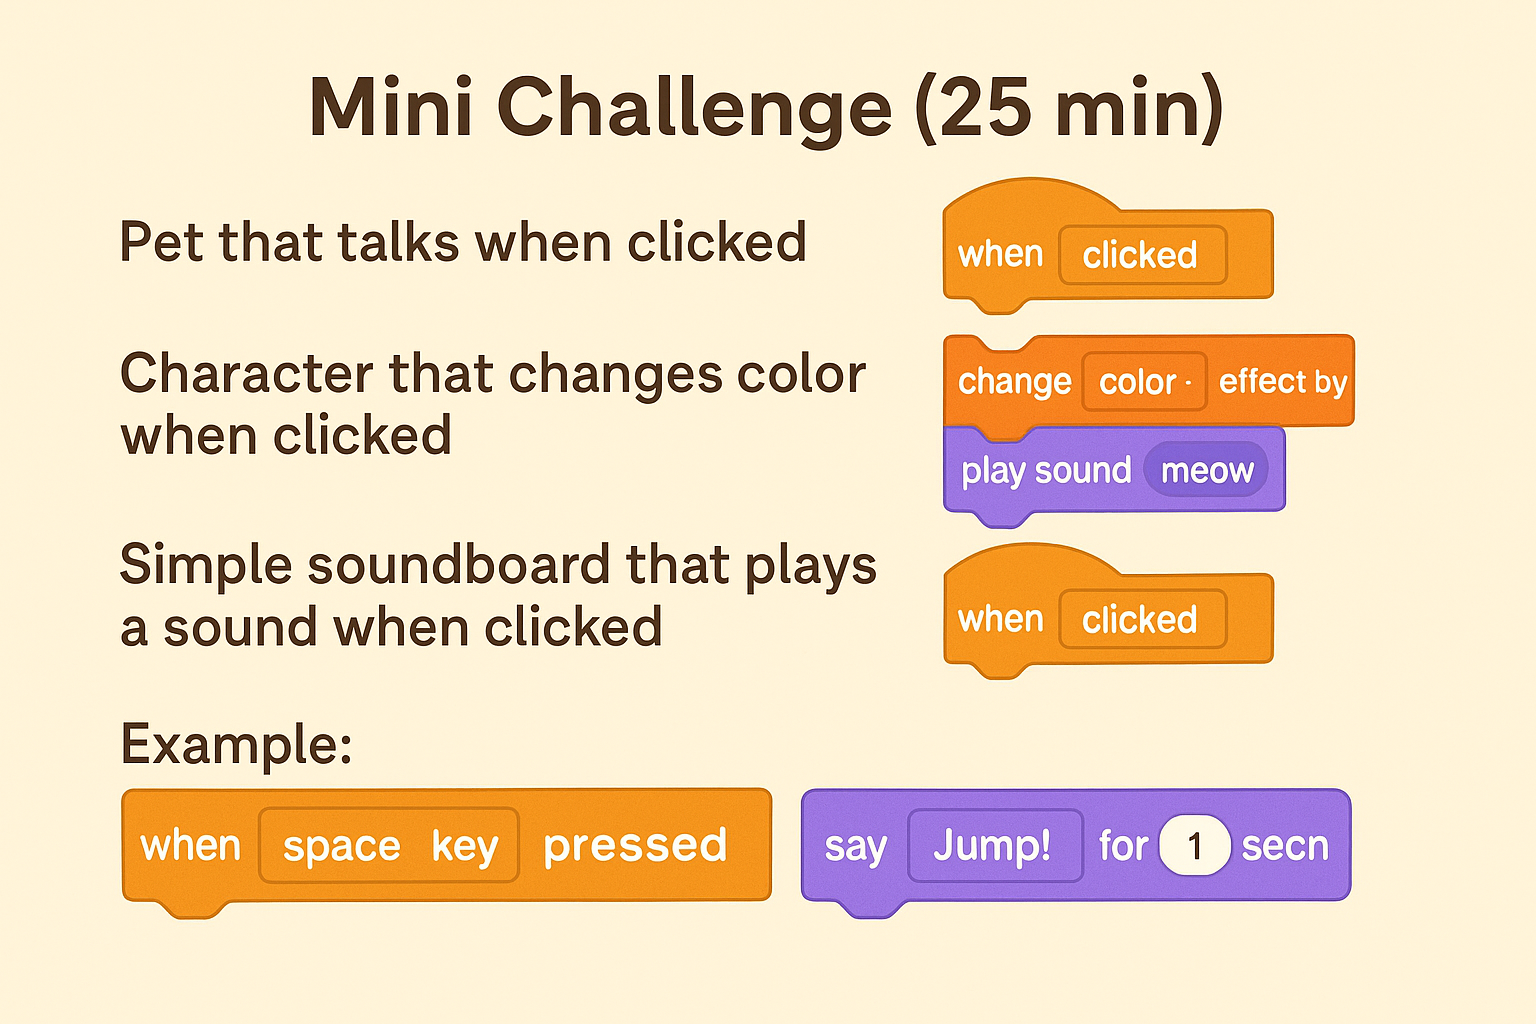 Mini Challenge (25 min)
Pet that talks when clicked
when clicked
Character that changes color
when clicked
change color · effect by
play sound meow
Simple soundboard that plays
a sound when clicked
when clicked
Example:
when space key pressed
say Jump! for 1 secn